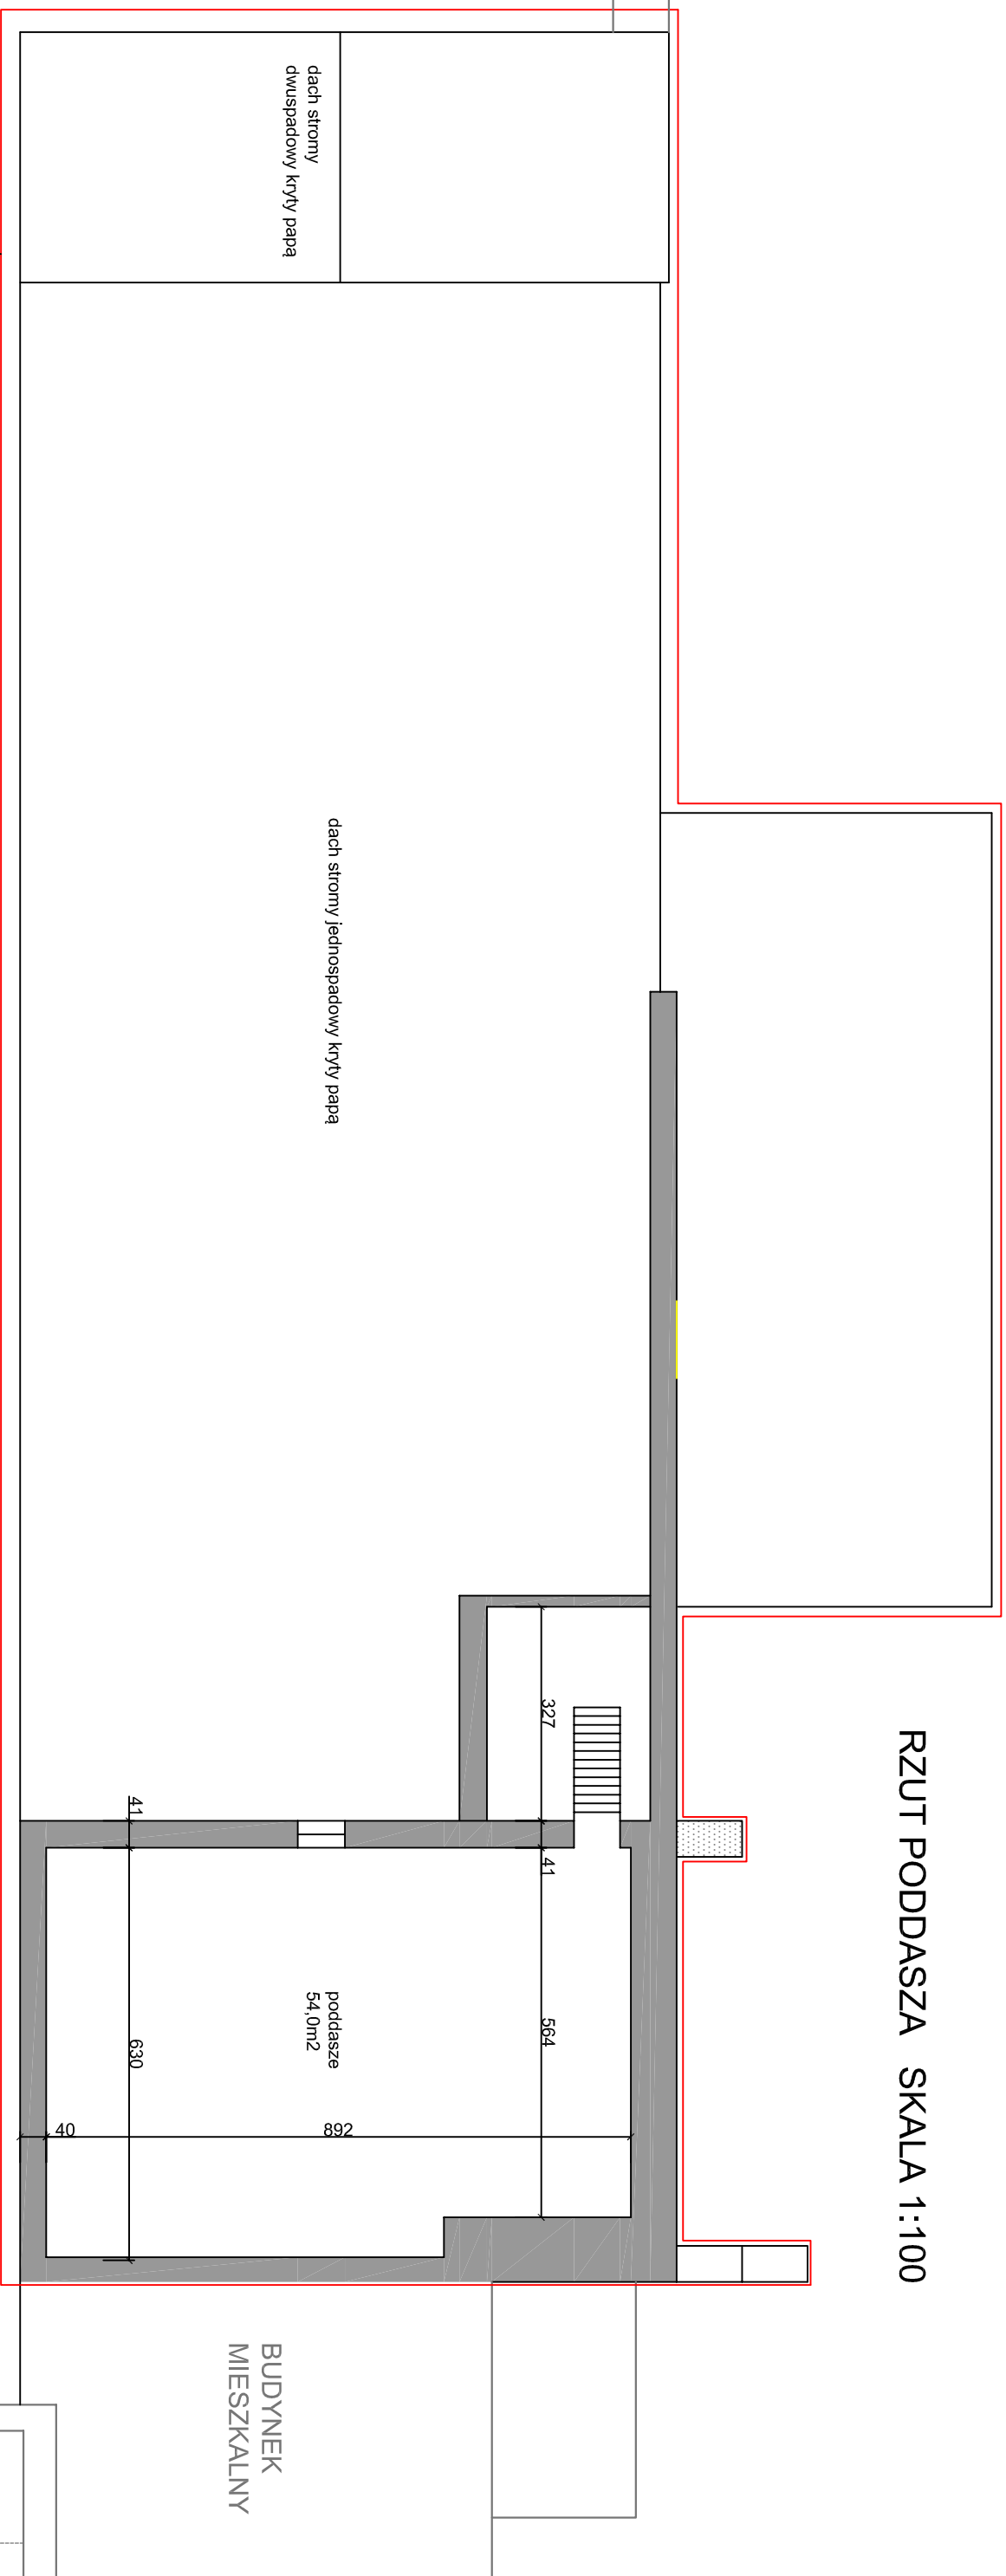 RZUT PODDASZA SKALA 1:100
dach stromy
dwuspadowy kryty papą
dach stromy jednospadowy kryty papą
327
41
41
poddasze
54,0m2
564
630
40
892
BUDYNEK
MIESZKALNY